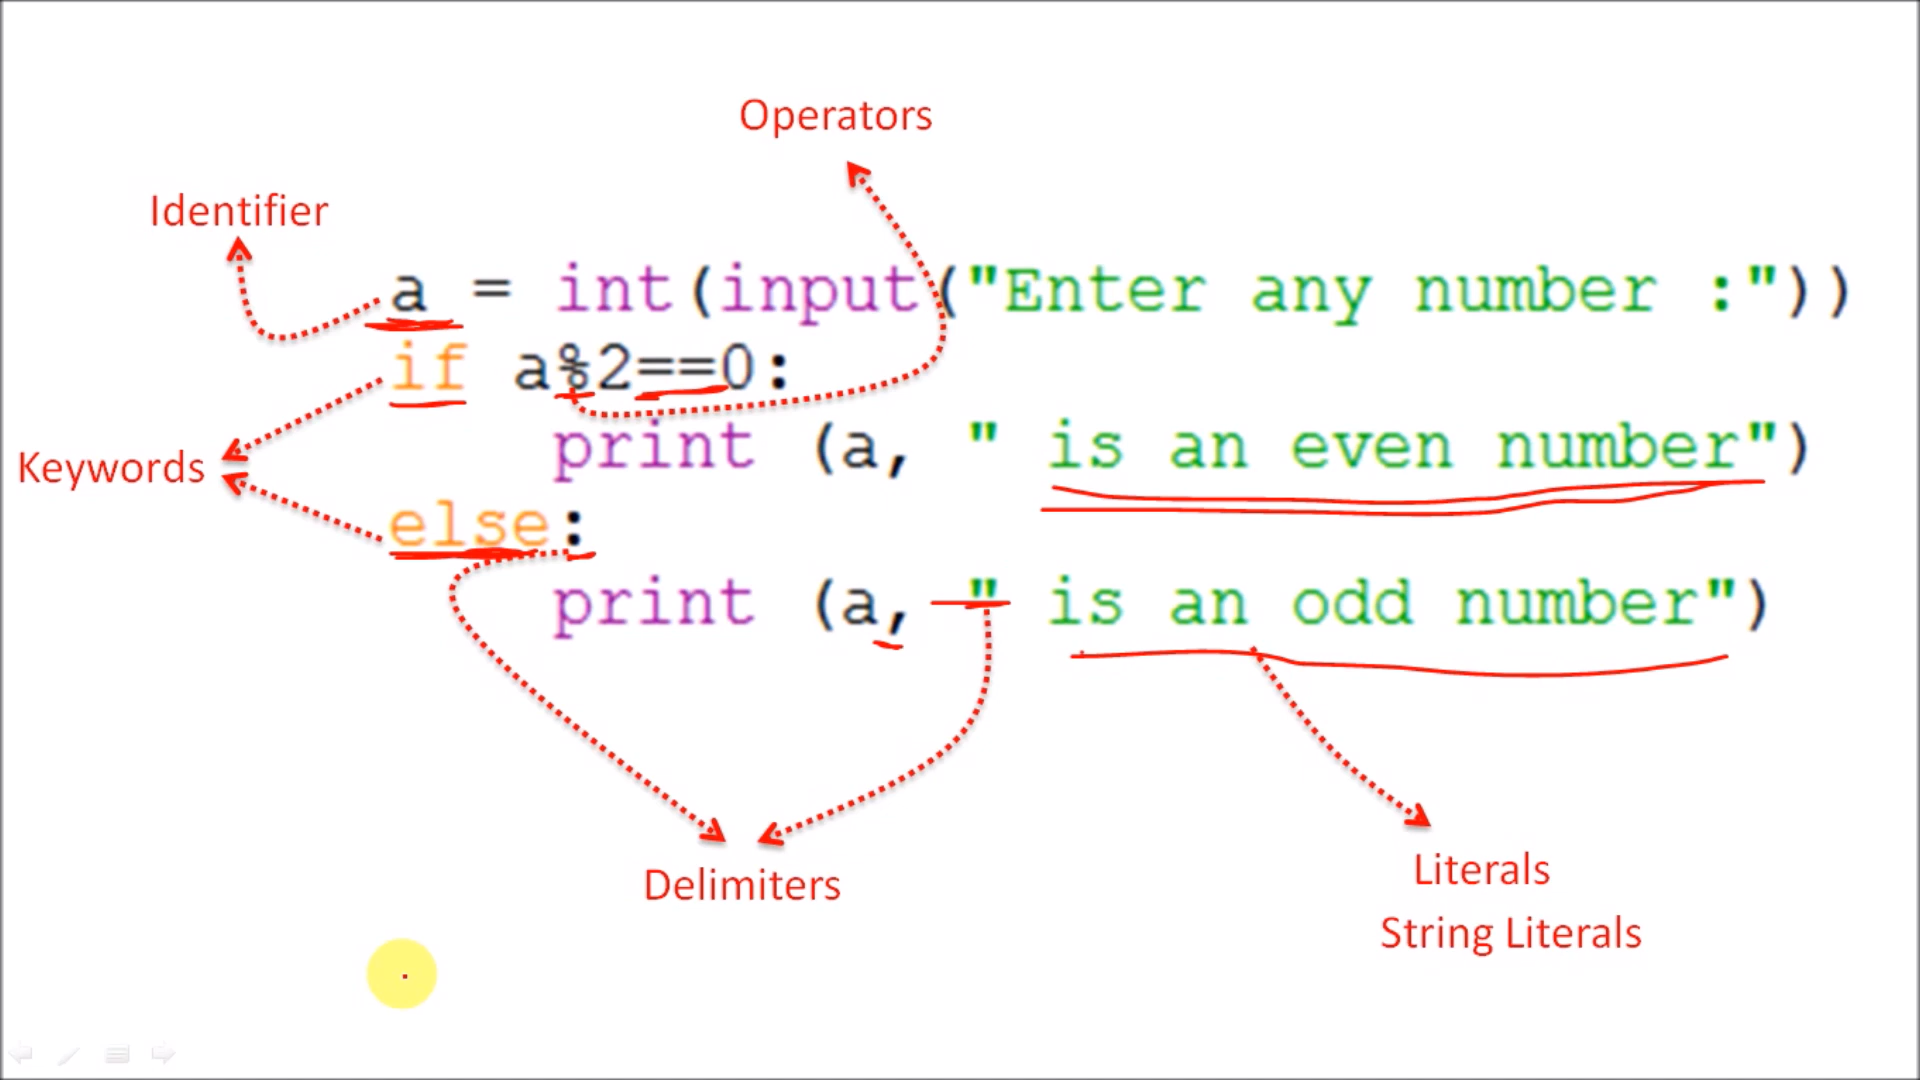 Operators
Identifier
a = int(input("Enter any number :"))
if a%2==0:
print (a, " is an even number")
Keywords
else:
print (a, " is an odd number")
Delimiters
Literals
String Literals